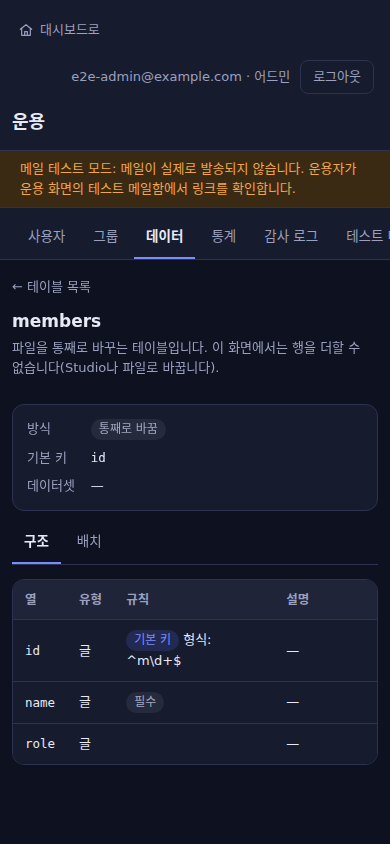 대시보드로
e2e-admin@example.com · 어드민 로그아웃
운용
메일 테스트 모드: 메일이 실제로 발송되지 않습니다. 운용자가
운용 화면의 테스트 메일함에서 링크를 확인합니다.
사용자 그룹 데이터 통계 감사 로그 테스트
← 테이블 목록
members
파일을 통째로 바꾸는 테이블입니다. 이 화면에서는 행을 더할 수
없습니다(Studio나 파일로 바꿉니다).
방식 통째로 바꿈
기본 키 id
데이터셋 —
구조 배치
열 유형 규칙 설명
id 글 기본 키 형식:
^m\d+$ —
name 글 필수 —
role 글 —